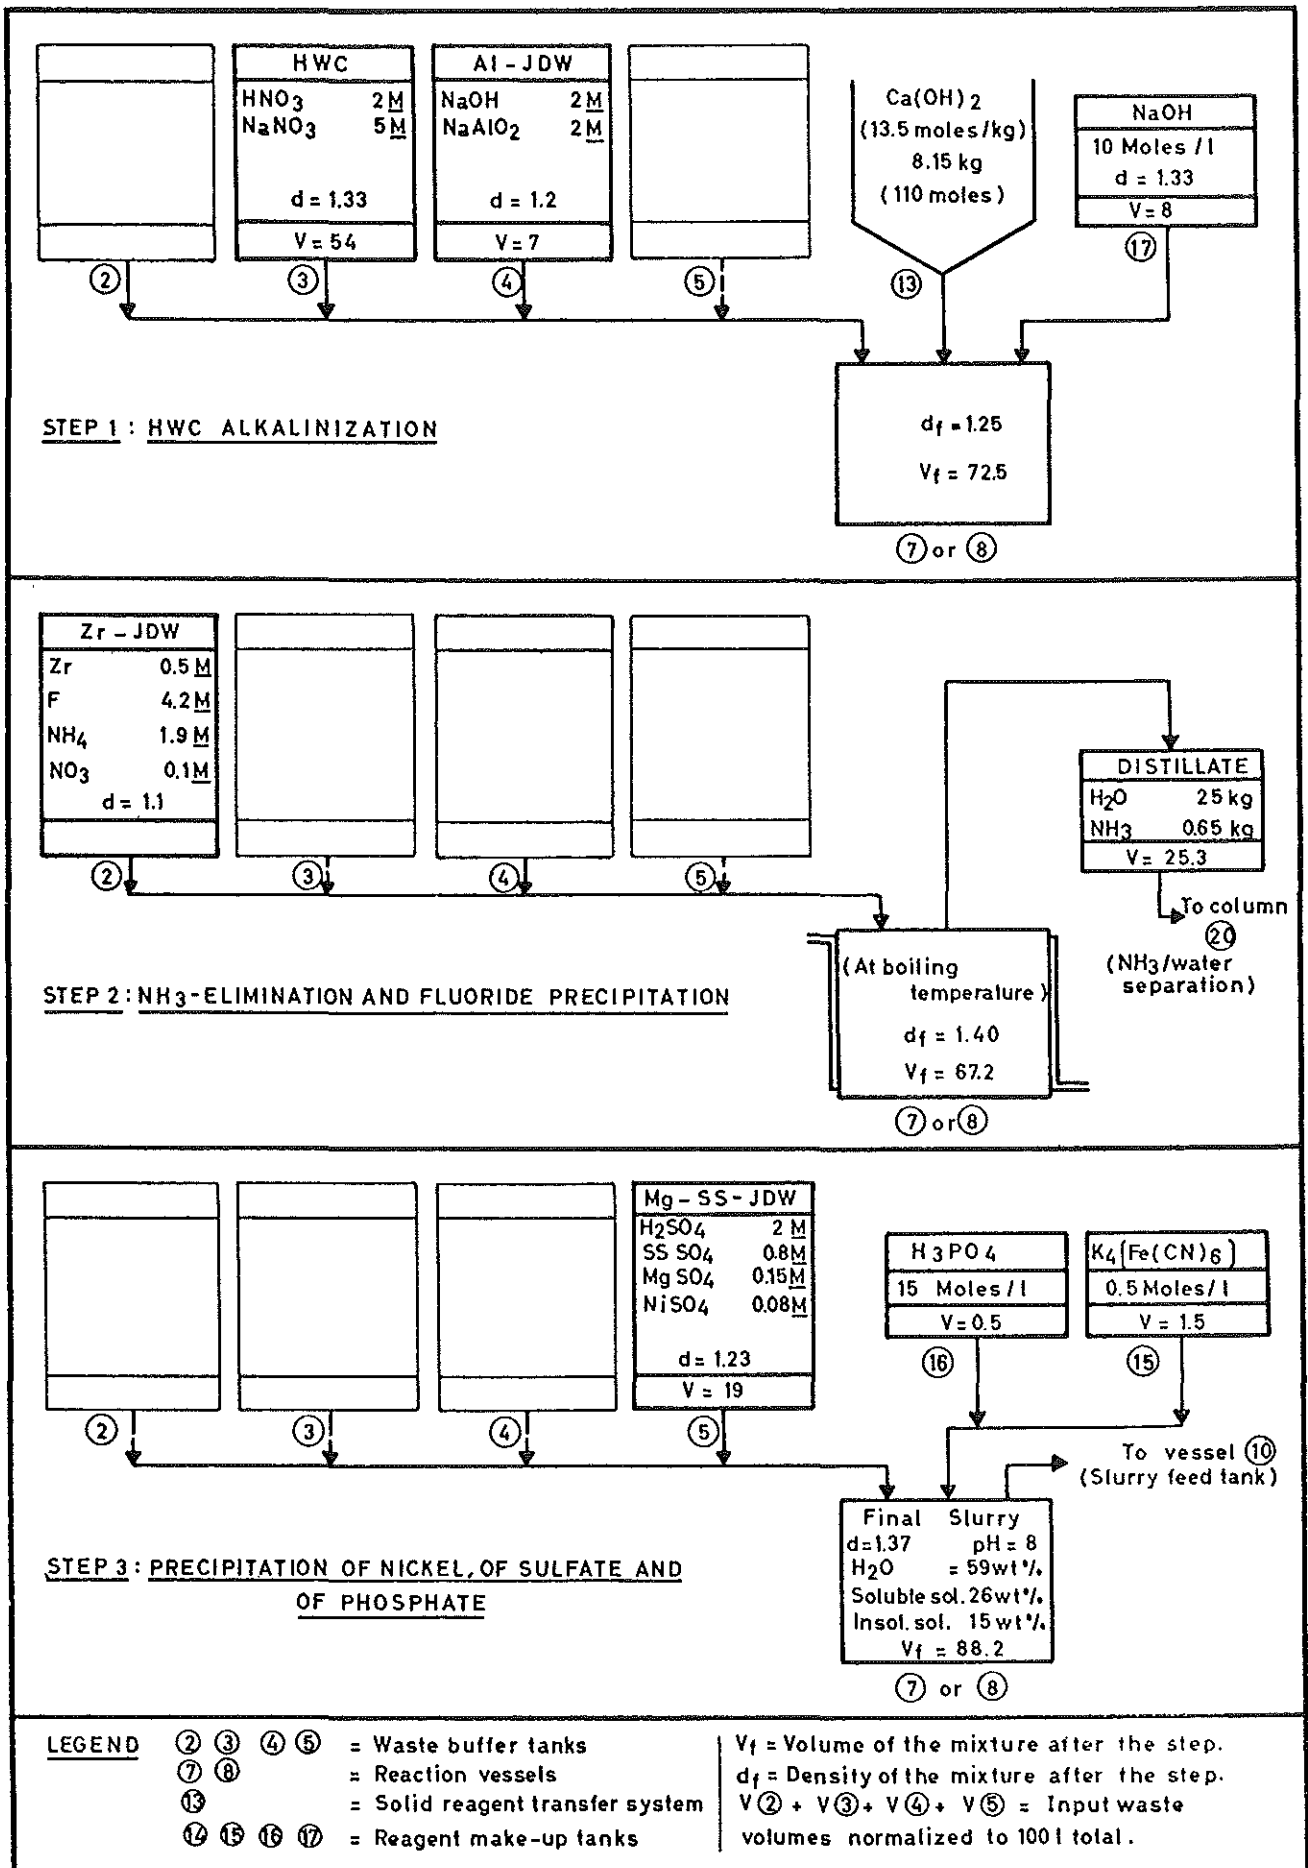 HWC
HNO3 2M
NaNO3 5M
d = 1.33
V = 54
Al - JDW
NaOH 2M
NaAlO2 2M
d = 1.2
V = 7
Ca(OH)2
(13.5 moles/kg)
8.15 kg
(110 moles)
NaOH
10 Moles / l
d = 1.33
V = 8
2
3
4
5
13
17
STEP 1 : HWC ALKALINIZATION
df = 1.25
Vf = 72.5
7 or 8
Zr - JDW
Zr 0.5 M
F 4.2 M
NH4 1.9 M
NO3 0.1 M
d = 1.1
2
3
4
5
DISTILLATE
H2O 25 kg
NH3 0.65 kg
V = 25.3
To column
20
(NH3/water
separation)
STEP 2 : NH3-ELIMINATION AND FLUORIDE PRECIPITATION
(At boiling
temperature)
df = 1.40
Vf = 67.2
7 or 8
Mg - SS - JDW
H2SO4 2 M
SS SO4 0.8M
Mg SO4 0.15M
NiSO4 0.08M
d = 1.23
V = 19
H3PO4
15 Moles / l
V = 0.5
K4[Fe(CN)6]
0.5 Moles / l
V = 1.5
2
3
4
5
16
15
To vessel 10
(Slurry feed tank)
STEP 3 : PRECIPITATION OF NICKEL, OF SULFATE AND
OF PHOSPHATE
Final Slurry
d=1.37 pH = 8
H2O = 59wt%
Soluble sol. 26wt%
Insol. sol. 15 wt%
Vf = 88.2
7 or 8
LEGEND
2 3 4 5 = Waste buffer tanks
7 8 = Reaction vessels
13 = Solid reagent transfer system
14 15 16 17 = Reagent make-up tanks
Vf = Volume of the mixture after the step.
df = Density of the mixture after the step.
V2 + V3 + V4 + V5 = Input waste
volumes normalized to 100 l total.